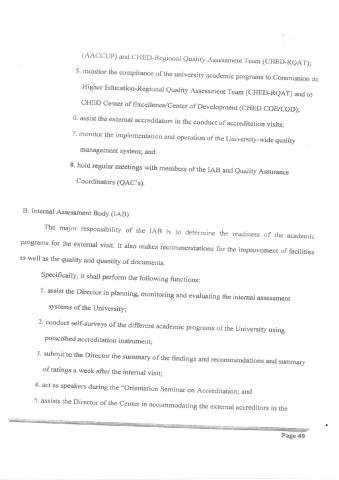 (AACCUP) and CHED-Regional Quality Assessment Team (CHED-RQAT);
5. monitor the compliance of the university academic programs to Commission on
Higher Education-Regional Quality Assessment Team (CHED-RQAT) and to
CHED Center of Excellence/Center of Development (CHED COE/COD);
6. assist the external accreditators in the conduct of accreditation visits;
7. monitor the implementation and operation of the University-wide quality
management system; and
8. hold regular meetings with members of the IAB and Quality Assurance
Coordinators (QAC's).
B. Internal Assessment Body (IAB)
The major responsibility of the IAB is to determine the readiness of the academic
programs for the external visit. It also makes recommendations for the improvement of facilities
as well as the quality and quantity of documents.
Specifically, it shall perform the following functions:
1. assist the Director in planning, monitoring and evaluating the internal assessment
systems of the University;
2. conduct self-surveys of the different academic programs of the University using
prescribed accreditation instrument;
3. submit to the Director the summary of the findings and recommendations and summary
of ratings a week after the internal visit;
4. act as speakers during the "Orientation Seminar on Accreditation; and
5. assists the Director of the Center in accommodating the external accreditors in the
Page 49